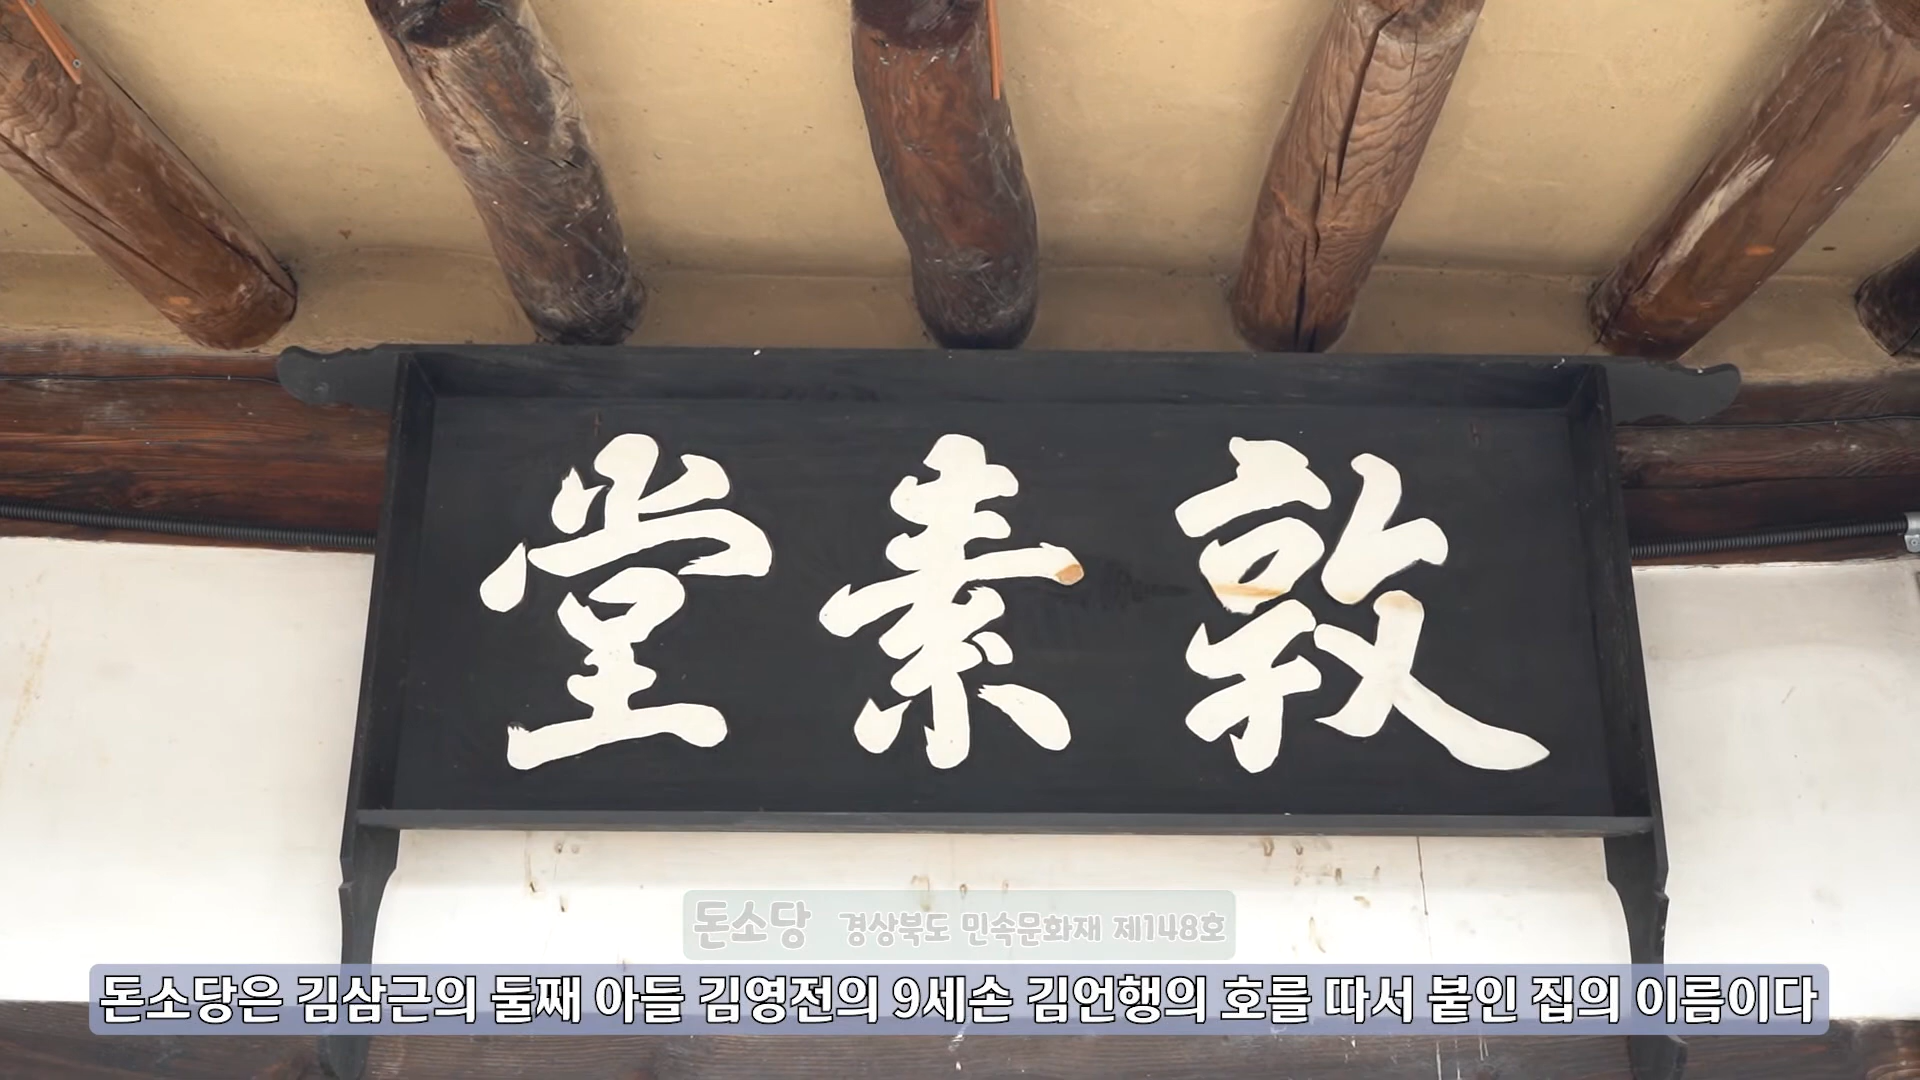 敦素堂
돈소당 경상북도 민속문화재 제148호
돈소당은 김삼근의 둘째 아들 김영전의 9세손 김언행의 호를 따서 붙인 집의 이름이다